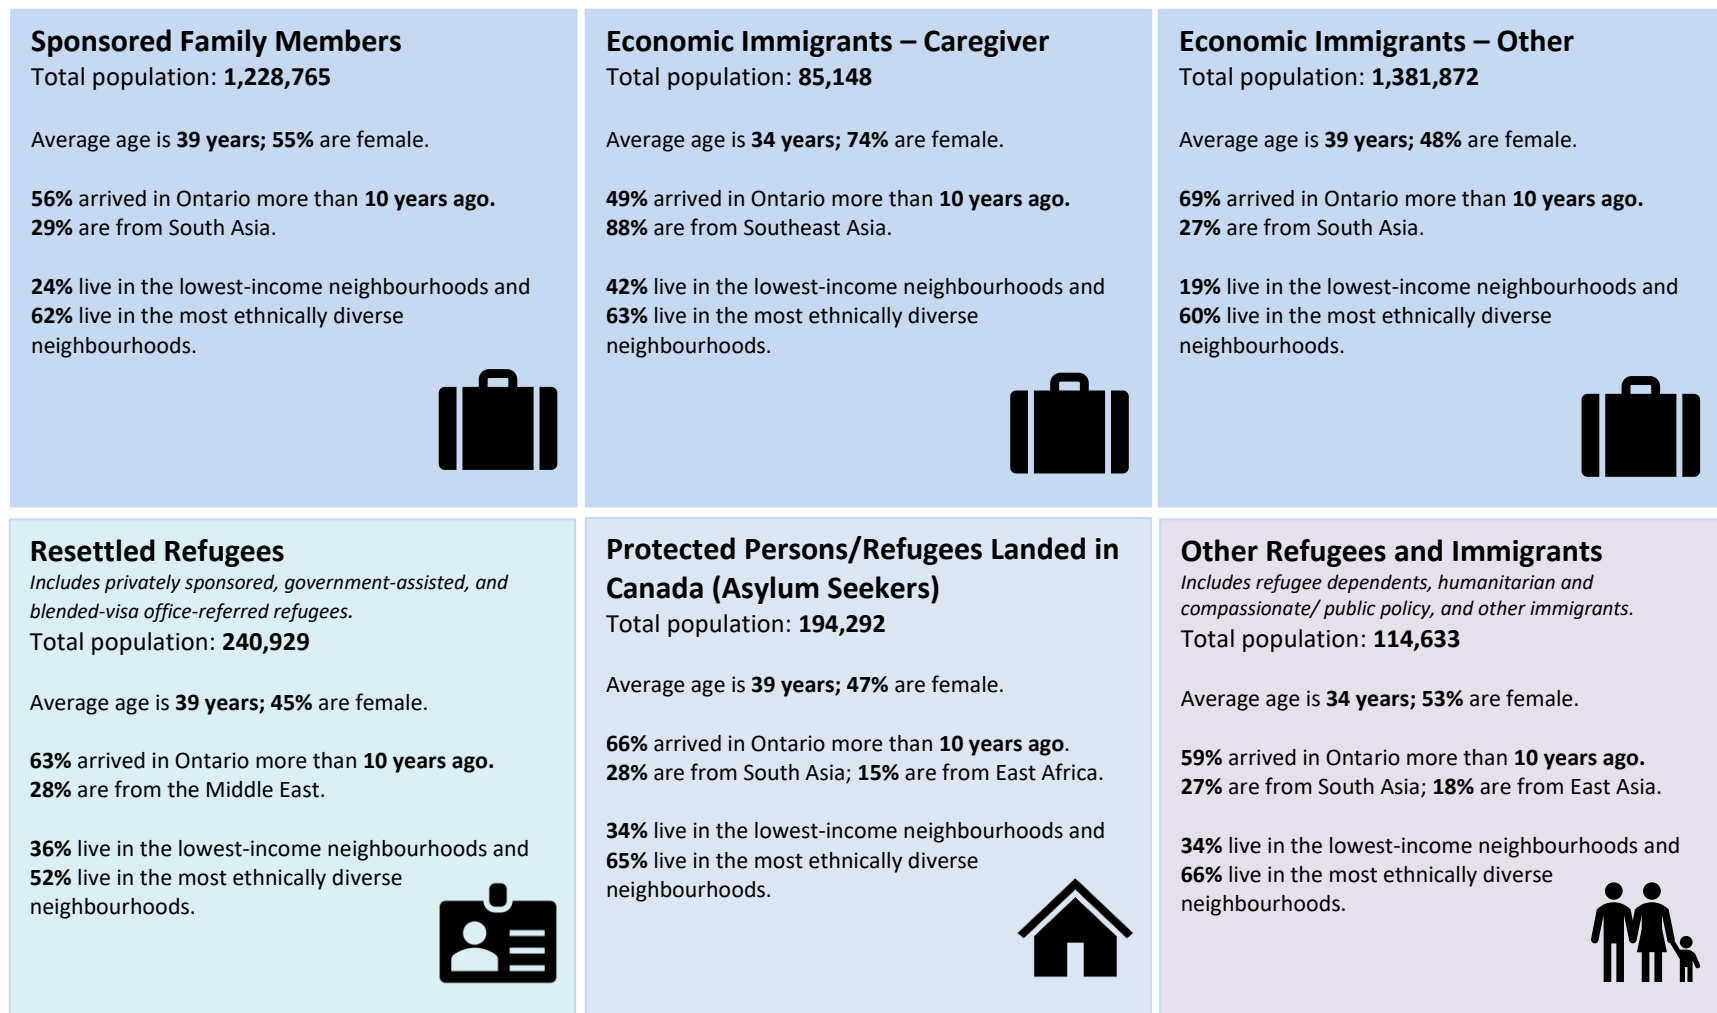 Sponsored Family Members
Total population: 1,228,765
Average age is 39 years; 55% are female.
56% arrived in Ontario more than 10 years ago.
29% are from South Asia.
24% live in the lowest-income neighbourhoods and
62% live in the most ethnically diverse
neighbourhoods.
Economic Immigrants – Caregiver
Total population: 85,148
Average age is 34 years; 74% are female.
49% arrived in Ontario more than 10 years ago.
88% are from Southeast Asia.
42% live in the lowest-income neighbourhoods and
63% live in the most ethnically diverse
neighbourhoods.
Economic Immigrants – Other
Total population: 1,381,872
Average age is 39 years; 48% are female.
69% arrived in Ontario more than 10 years ago.
27% are from South Asia.
19% live in the lowest-income neighbourhoods and
60% live in the most ethnically diverse
neighbourhoods.
Resettled Refugees
Includes privately sponsored, government-assisted, and
blended-visa office-referred refugees.
Total population: 240,929
Average age is 39 years; 45% are female.
63% arrived in Ontario more than 10 years ago.
28% are from the Middle East.
36% live in the lowest-income neighbourhoods and
52% live in the most ethnically diverse
neighbourhoods.
Protected Persons/Refugees Landed in
Canada (Asylum Seekers)
Total population: 194,292
Average age is 39 years; 47% are female.
66% arrived in Ontario more than 10 years ago.
28% are from South Asia; 15% are from East Africa.
34% live in the lowest-income neighbourhoods and
65% live in the most ethnically diverse
neighbourhoods.
Other Refugees and Immigrants
Includes refugee dependents, humanitarian and
compassionate/ public policy, and other immigrants.
Total population: 114,633
Average age is 34 years; 53% are female.
59% arrived in Ontario more than 10 years ago.
27% are from South Asia; 18% are from East Asia.
34% live in the lowest-income neighbourhoods and
66% live in the most ethnically diverse
neighbourhoods.